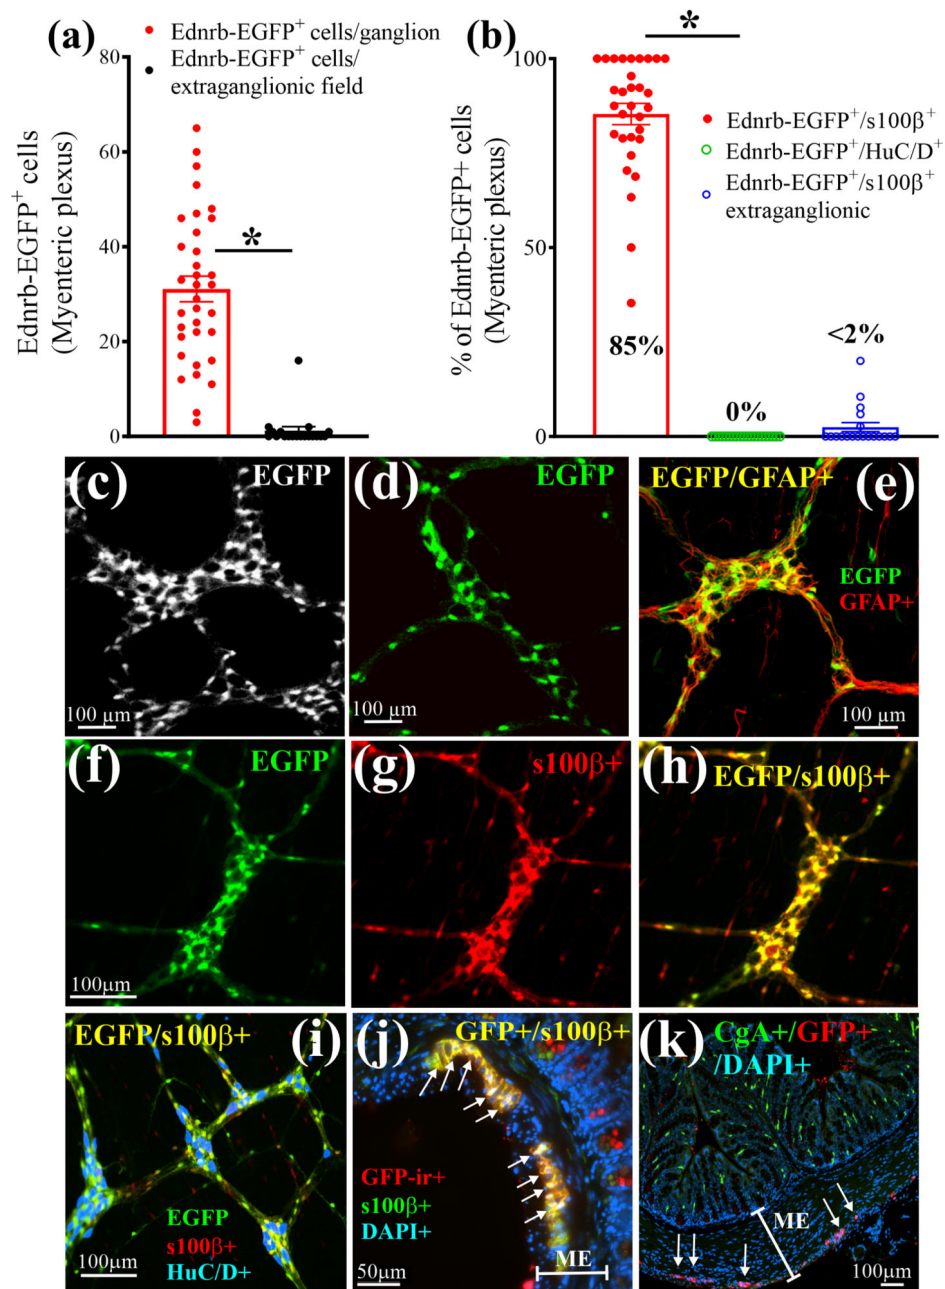 (a)
Ednrb-EGFP⁺ cells/ganglion
Ednrb-EGFP⁺ cells/
extraganglionic field
Ednrb-EGFP⁺ cells
(Myenteric plexus)
80
60
40
20
0
*
(b)
% of Ednrb-EGFP+ cells
(Myenteric plexus)
100
50
0
*
Ednrb-EGFP⁺/s100β⁺
Ednrb-EGFP⁺/HuC/D⁺
Ednrb-EGFP⁺/s100β⁺
extraganglionic
85%
0%
<2%
(c)
EGFP
100 μm
(d)
EGFP
100 μm
EGFP/GFAP+
(e)
EGFP
GFAP+
100 μm
(f)
EGFP
100μm
(g)
s100β+
(h)
EGFP/s100β+
EGFP/s100β+
(i)
EGFP
s100β+
HuC/D+
100μm
(j)
GFP+/s100β+
GFP-ir+
s100β+
DAPI+
ME
50μm
(k)
CgA+/GFP+
/DAPI+
ME
100μm